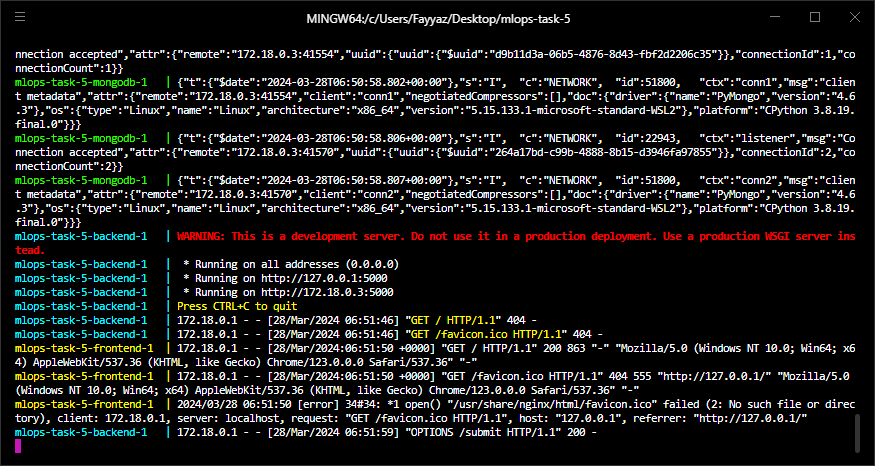 MINGW64:/c/Users/Fayyaz/Desktop/mlops-task-5
nnection accepted","attr":{"remote":"172.18.0.3:41554","uuid":{"uuid":{"$uuid":"d9b11d3a-06b5-4876-8d43-fbf2d2206c35"}},"connectionId":1,"co
nnectionCount":1}}
mlops-task-5-mongodb-1   | {"t":{"$date":"2024-03-28T06:50:58.802+00:00"},"s":"I",  "c":"NETWORK",  "id":51800,   "ctx":"conn1","msg":"clien
t metadata","attr":{"remote":"172.18.0.3:41554","client":"conn1","negotiatedCompressors":[],"doc":{"driver":{"name":"PyMongo","version":"4.6
.3"},"os":{"type":"Linux","name":"Linux","architecture":"x86_64","version":"5.15.133.1-microsoft-standard-WSL2"},"platform":"CPython 3.8.19.
final.0"}}}
mlops-task-5-mongodb-1   | {"t":{"$date":"2024-03-28T06:50:58.806+00:00"},"s":"I",  "c":"NETWORK",  "id":22943,   "ctx":"listener","msg":"Co
nnection accepted","attr":{"remote":"172.18.0.3:41570","uuid":{"uuid":{"$uuid":"264a17bd-c99b-4888-8b15-d3946fa97855"}},"connectionId":2,"co
nnectionCount":2}}
mlops-task-5-mongodb-1   | {"t":{"$date":"2024-03-28T06:50:58.807+00:00"},"s":"I",  "c":"NETWORK",  "id":51800,   "ctx":"conn2","msg":"clien
t metadata","attr":{"remote":"172.18.0.3:41570","client":"conn2","negotiatedCompressors":[],"doc":{"driver":{"name":"PyMongo","version":"4.6
.3"},"os":{"type":"Linux","name":"Linux","architecture":"x86_64","version":"5.15.133.1-microsoft-standard-WSL2"},"platform":"CPython 3.8.19.
final.0"}}}
mlops-task-5-backend-1   | WARNING: This is a development server. Do not use it in a production deployment. Use a production WSGI server ins
tead.
mlops-task-5-backend-1   |  * Running on all addresses (0.0.0.0)
mlops-task-5-backend-1   |  * Running on http://127.0.0.1:5000
mlops-task-5-backend-1   |  * Running on http://172.18.0.3:5000
mlops-task-5-backend-1   | Press CTRL+C to quit
mlops-task-5-backend-1   | 172.18.0.1 - - [28/Mar/2024 06:51:46] "GET / HTTP/1.1" 404 -
mlops-task-5-backend-1   | 172.18.0.1 - - [28/Mar/2024 06:51:46] "GET /favicon.ico HTTP/1.1" 404 -
mlops-task-5-frontend-1  | 172.18.0.1 - - [28/Mar/2024:06:51:50 +0000] "GET / HTTP/1.1" 200 863 "-" "Mozilla/5.0 (Windows NT 10.0; Win64; x6
4) AppleWebKit/537.36 (KHTML, like Gecko) Chrome/123.0.0.0 Safari/537.36" "-"
mlops-task-5-frontend-1  | 172.18.0.1 - - [28/Mar/2024:06:51:50 +0000] "GET /favicon.ico HTTP/1.1" 404 555 "http://127.0.0.1/" "Mozilla/5.0
(Windows NT 10.0; Win64; x64) AppleWebKit/537.36 (KHTML, like Gecko) Chrome/123.0.0.0 Safari/537.36" "-"
mlops-task-5-frontend-1  | 2024/03/28 06:51:50 [error] 34#34: *1 open() "/usr/share/nginx/html/favicon.ico" failed (2: No such file or direc
tory), client: 172.18.0.1, server: localhost, request: "GET /favicon.ico HTTP/1.1", host: "127.0.0.1", referrer: "http://127.0.0.1/"
mlops-task-5-backend-1   | 172.18.0.1 - - [28/Mar/2024 06:51:59] "OPTIONS /submit HTTP/1.1" 200 -